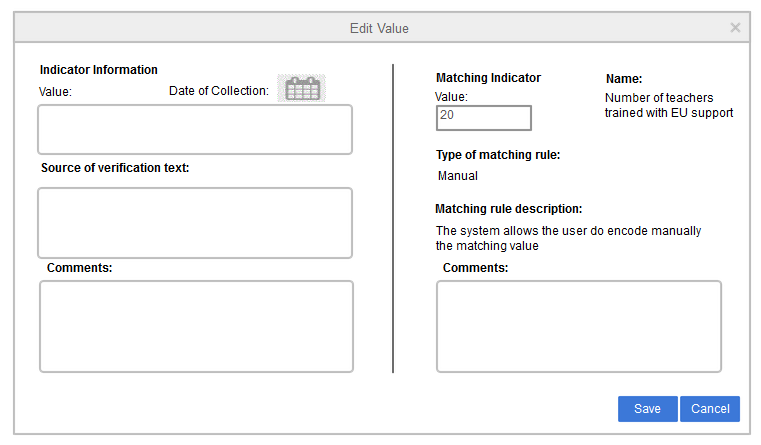 Edit Value
Indicator Information
Value:
Date of Collection:
Source of verification text:
Comments:
Matching Indicator
Value:
20
Name:
Number of teachers
trained with EU support
Type of matching rule:
Manual
Matching rule description:
The system allows the user do encode manually
the matching value
Comments:
Save
Cancel